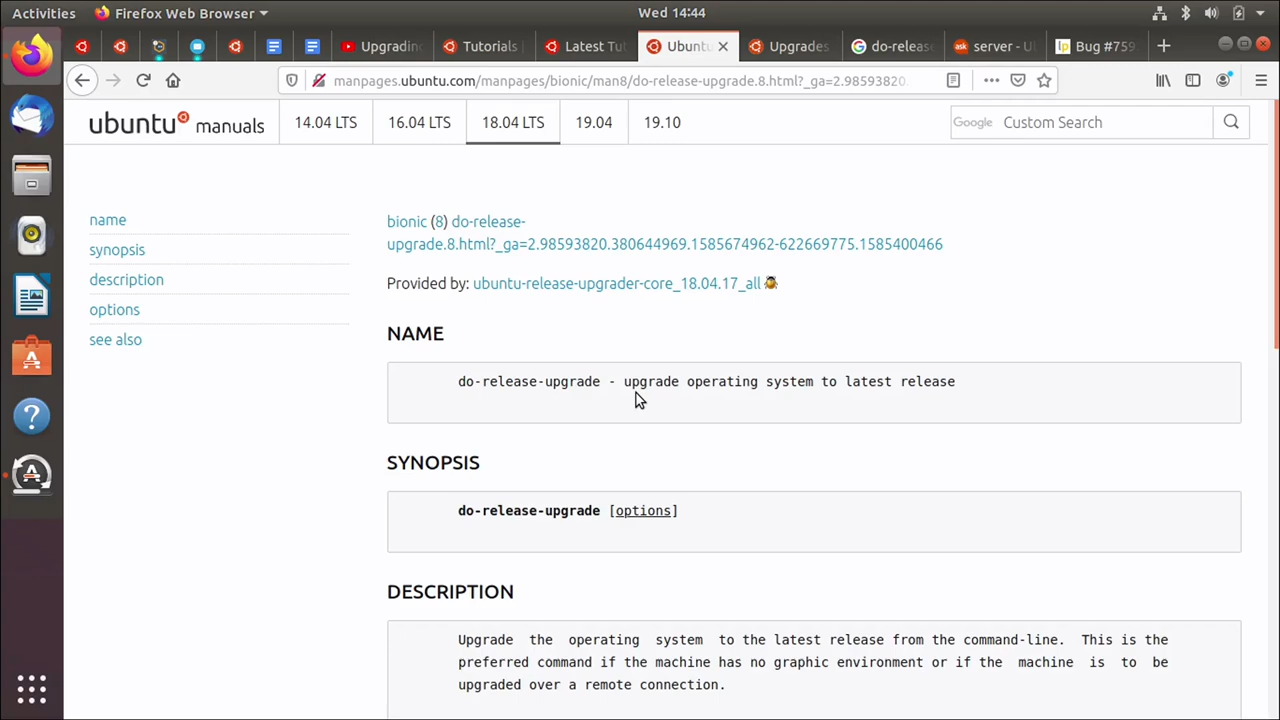 Activities
Firefox Web Browser
Wed 14:44
Upgradin
Tutorials
Latest Tu
Ubuntu
Upgrades
do-releas
server - U
Bug #759
manpages.ubuntu.com/manpages/bionic/man8/do-release-upgrade.8.html?_ga=2.98593820.
ubuntu manuals
14.04 LTS
16.04 LTS
18.04 LTS
19.04
19.10
Google Custom Search
name
synopsis
description
options
see also
bionic (8) do-release-
upgrade.8.html?_ga=2.98593820.380644969.1585674962-622669775.1585400466
Provided by: ubuntu-release-upgrader-core_18.04.17_all
NAME
do-release-upgrade - upgrade operating system to latest release
SYNOPSIS
do-release-upgrade [options]
DESCRIPTION
Upgrade the operating system to the latest release from the command-line. This is the
preferred command if the machine has no graphic environment or if the machine is to be
upgraded over a remote connection.